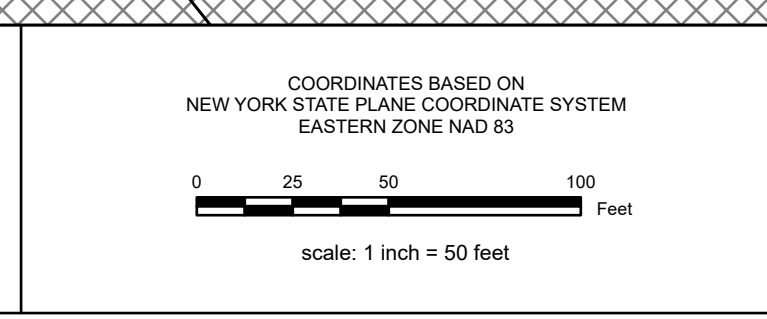 COORDINATES BASED ON
NEW YORK STATE PLANE COORDINATE SYSTEM
EASTERN ZONE NAD 83
0 25 50 100
Feet
scale: 1 inch = 50 feet